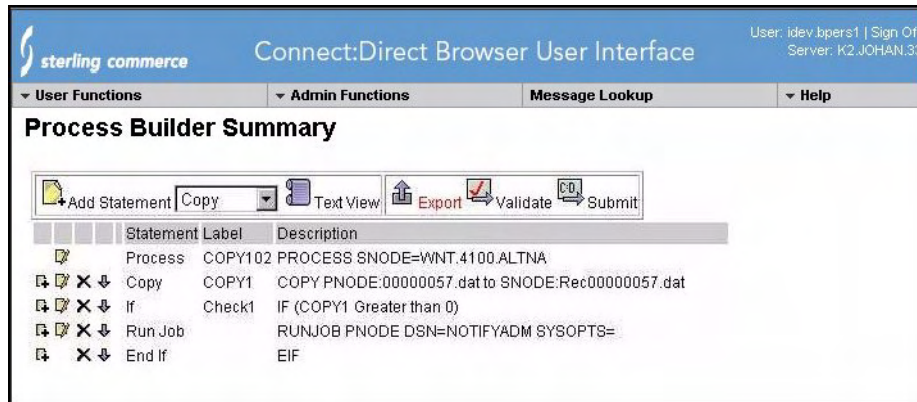 User: idev.bpers1 | Sign Of
sterling commerce
Connect:Direct Browser User Interface
Server: K2.JOHAN.33
User Functions Admin Functions Message Lookup Help
Process Builder Summary
Add Statement Copy Text View Export Validate C:D Submit
Statement Label Description
Process COPY102 PROCESS SNODE=WNT.4100.ALTNA
Copy COPY1 COPY PNODE:00000057.dat to SNODE:Rec00000057.dat
If Check1 IF (COPY1 Greater than 0)
Run Job RUNJOB PNODE DSN=NOTIFYADM SYSOPTS=
End If EIF